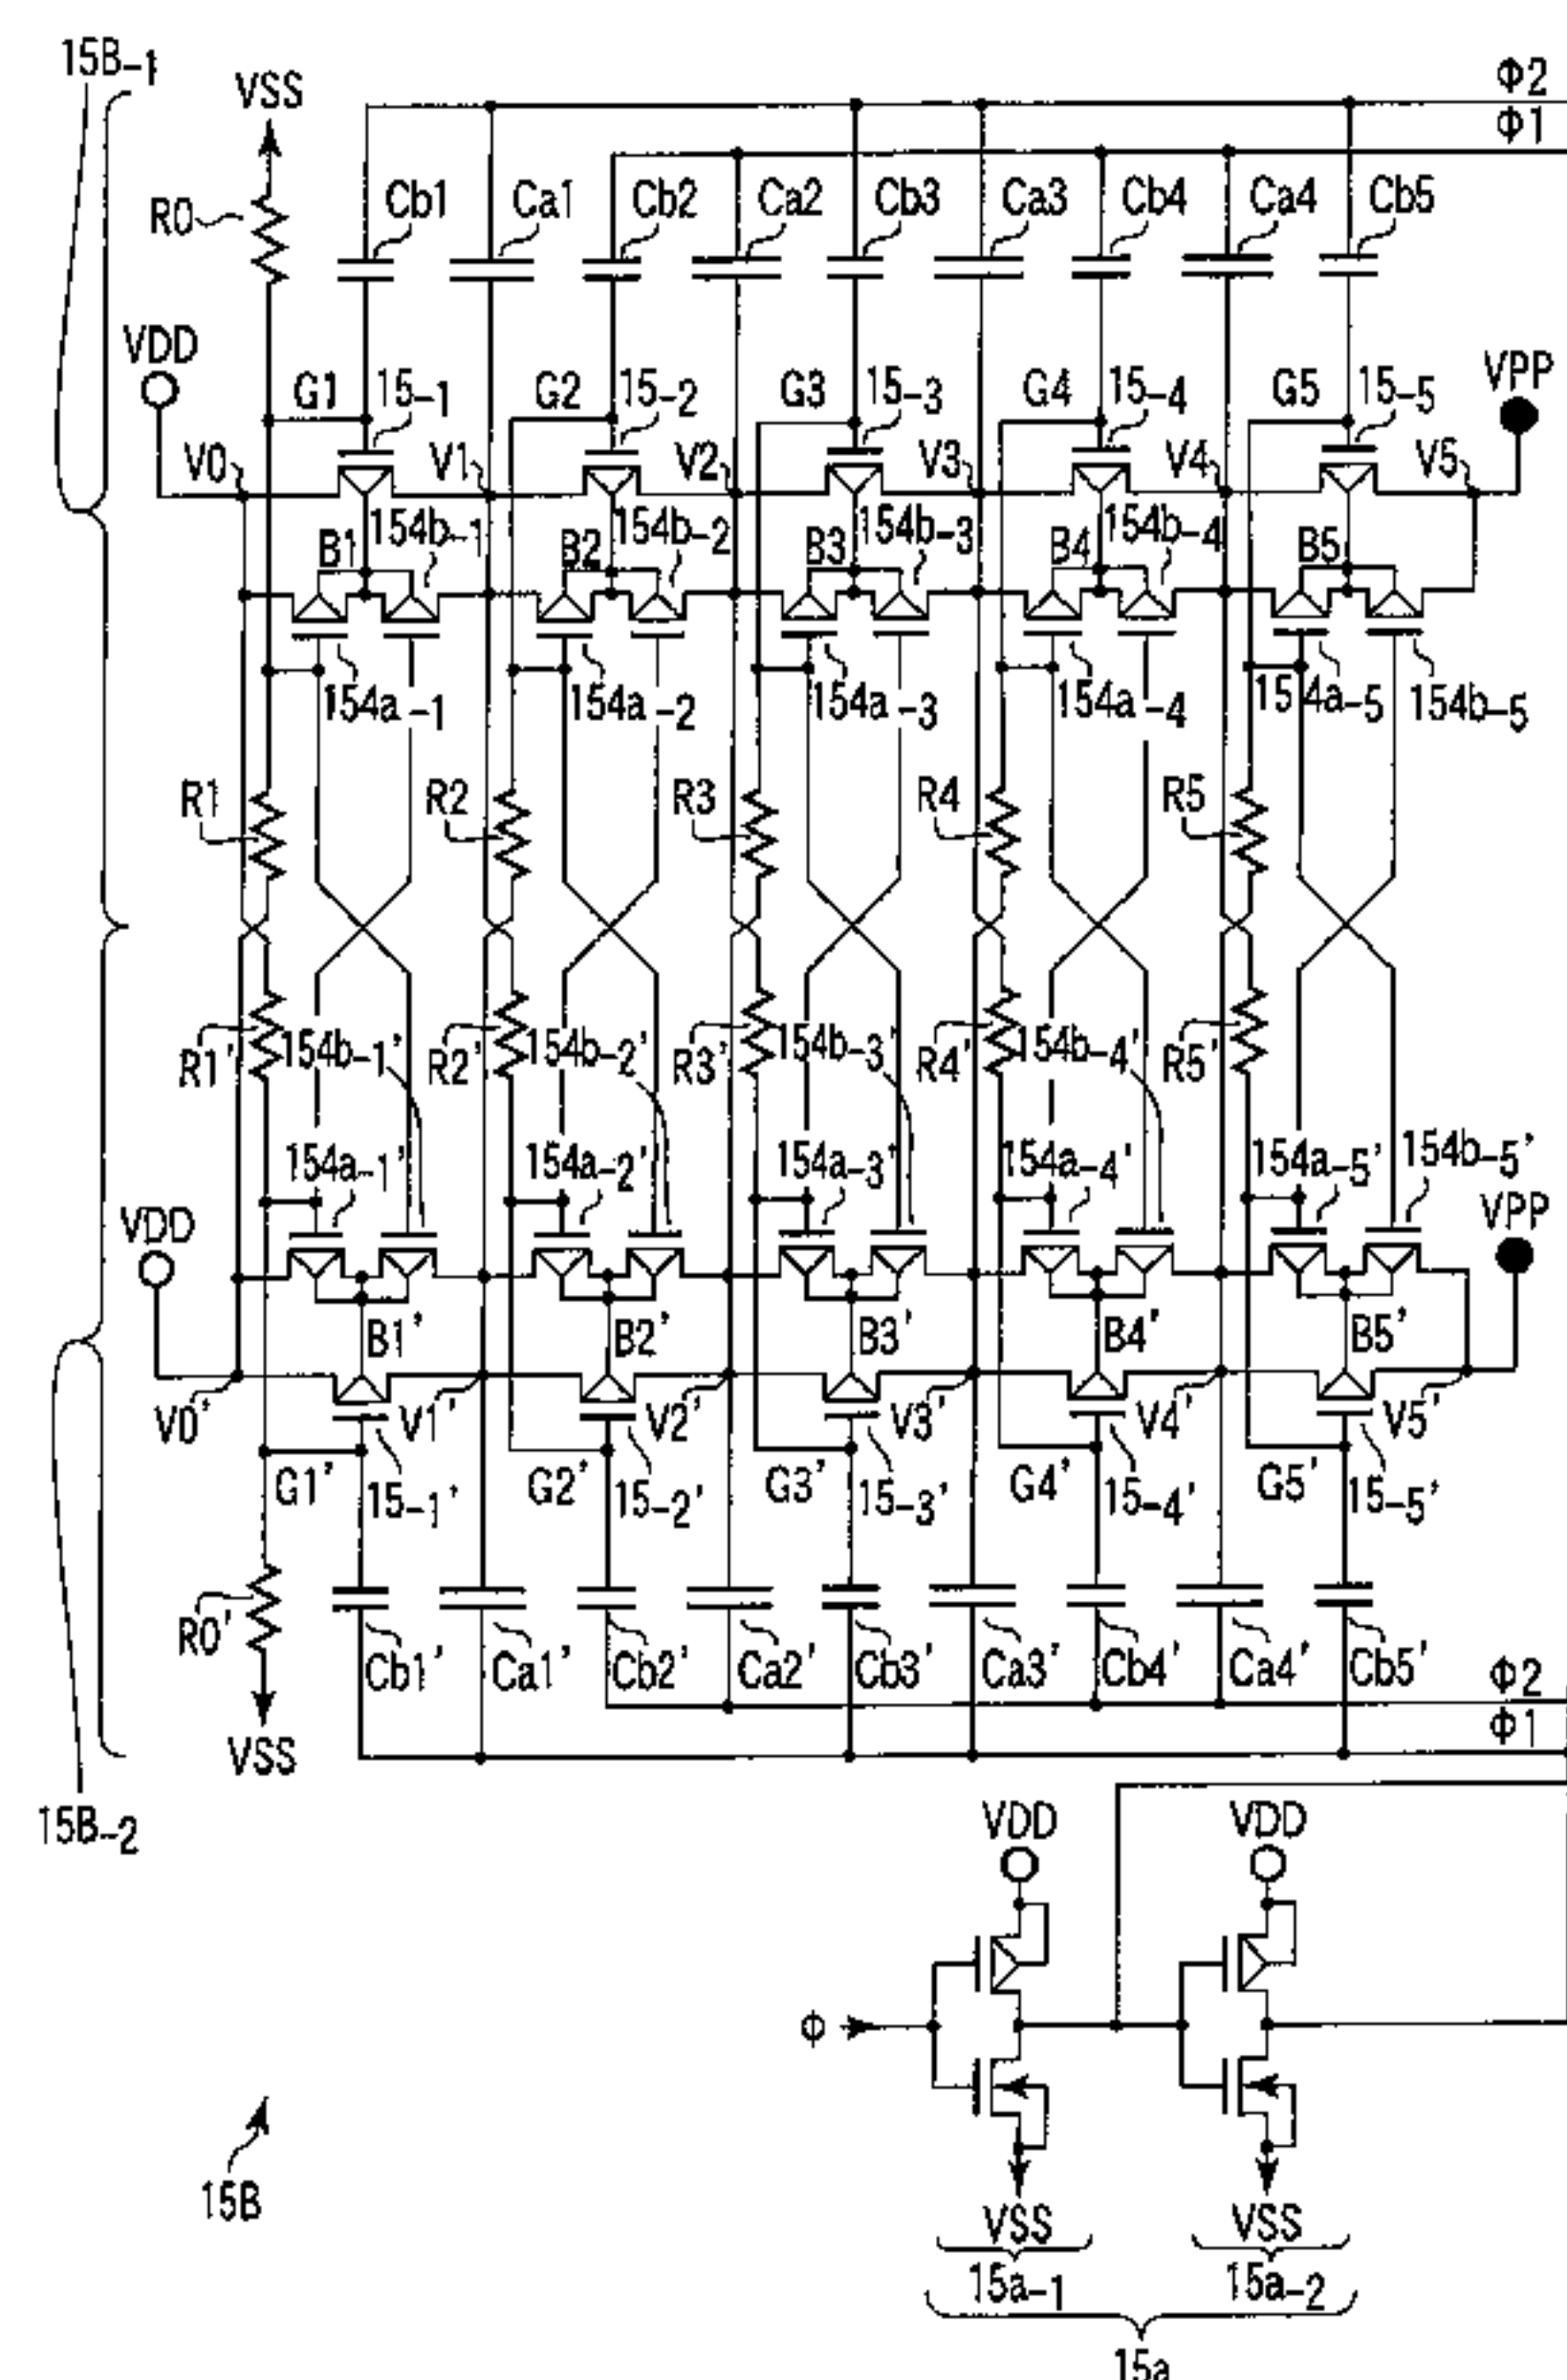 15B-1
VSS
Φ2
Φ1
R0
Cb1
Ca1
Cb2
Ca2
Cb3
Ca3
Cb4
Ca4
Cb5
VDD
G1
15-1
G2
15-2
G3
15-3
G4
15-4
G5
15-5
VPP
V0
V1
V2
V3
V4
V5
B1
154b-1
B2
154b-2
B3
154b-3
B4
154b-4
B5
154a-1
154a-2
154a-3
154a-4
154a-5
154b-5
R1
R2
R3
R4
R5
R1'
154b-1'
R2'
154b-2'
R3'
154b-3'
R4'
154b-4'
R5'
154a-1'
154a-2'
154a-3'
154a-4'
154a-5'
154b-5'
VDD
VPP
B1'
B2'
B3'
B4'
B5'
V0'
V1'
V2'
V3'
V4'
V5'
G1'
15-1'
G2'
15-2'
G3'
15-3'
G4'
15-4'
G5'
15-5'
R0'
Cb1'
Ca1'
Cb2'
Ca2'
Cb3'
Ca3'
Cb4'
Ca4'
Cb5'
Φ2
Φ1
VSS
15B-2
VDD
VDD
Φ
15B
VSS
VSS
15a-1
15a-2
15a